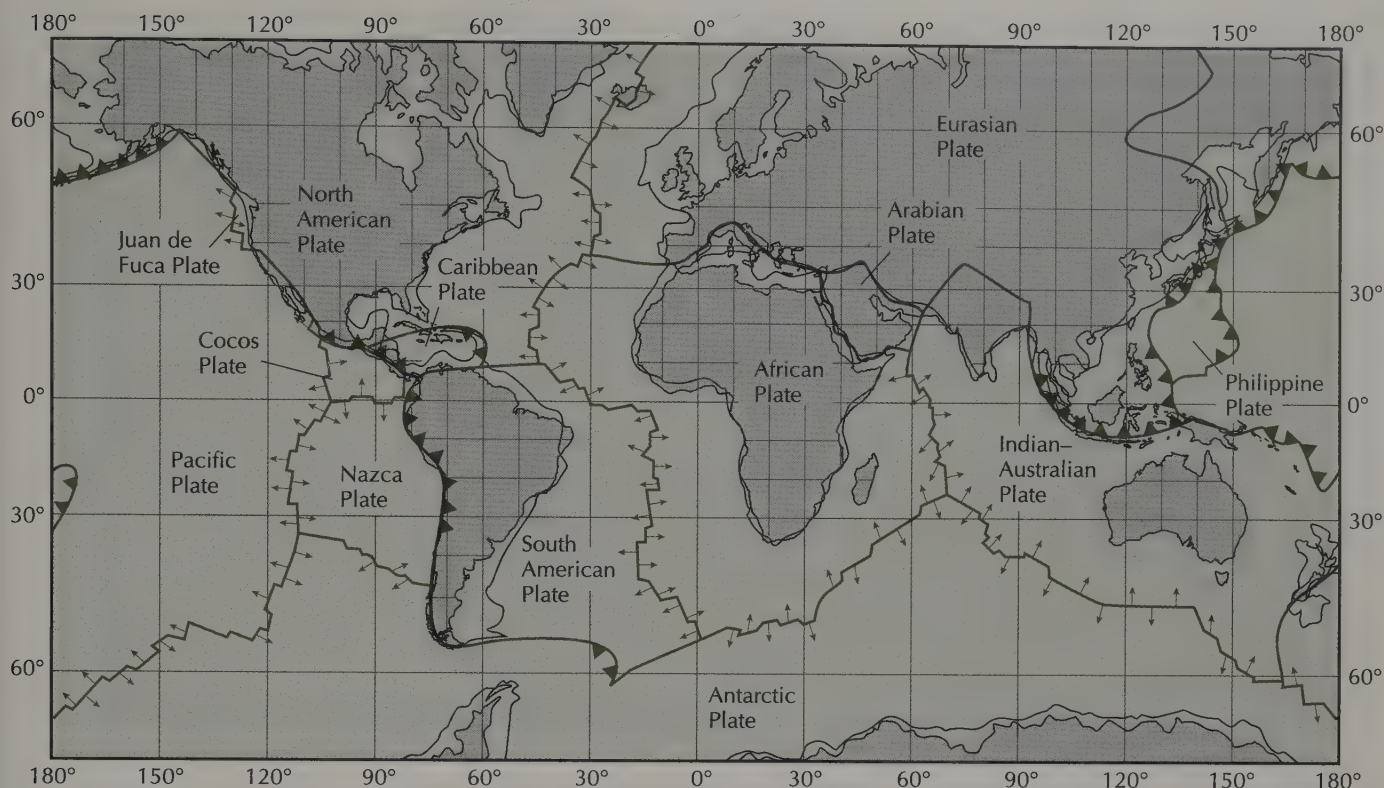 180° 150° 120° 90° 60° 30° 0° 30° 60° 90° 120° 150° 180°
60° 60°
Eurasian
Plate
North
American
Plate
Arabian
Plate
Juan de
Fuca Plate
Caribbean
Plate
30° 30°
Cocos
Plate
African
Plate
Philippine
Plate
0° 0°
Indian–
Australian
Plate
Pacific
Plate
Nazca
Plate
30° 30°
South
American
Plate
60° 60°
Antarctic
Plate
180° 150° 120° 90° 60° 30° 0° 30° 60° 90° 120° 150° 180°